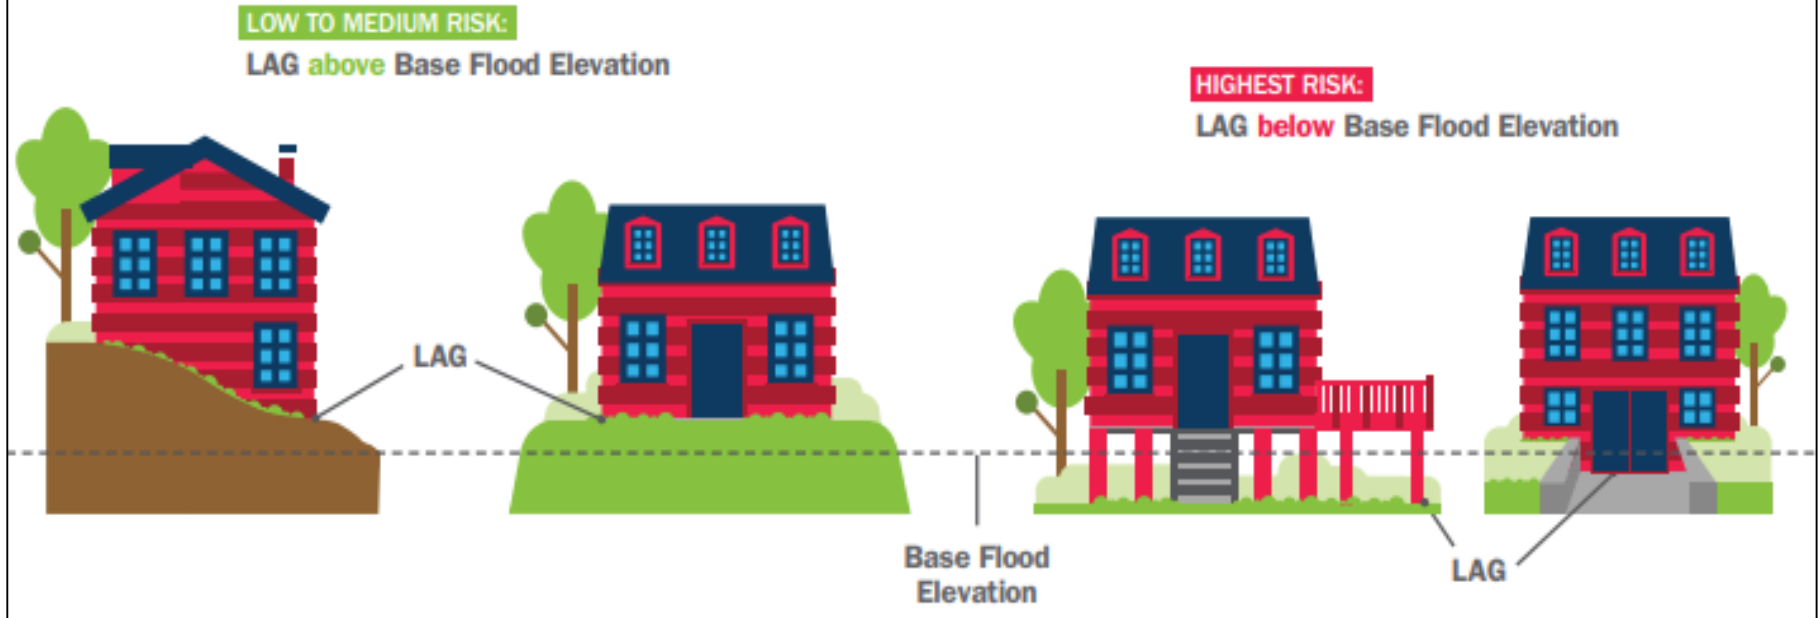 LOW TO MEDIUM RISK:
LAG above Base Flood Elevation
HIGHEST RISK:
LAG below Base Flood Elevation
LAG
Base Flood
Elevation
LAG